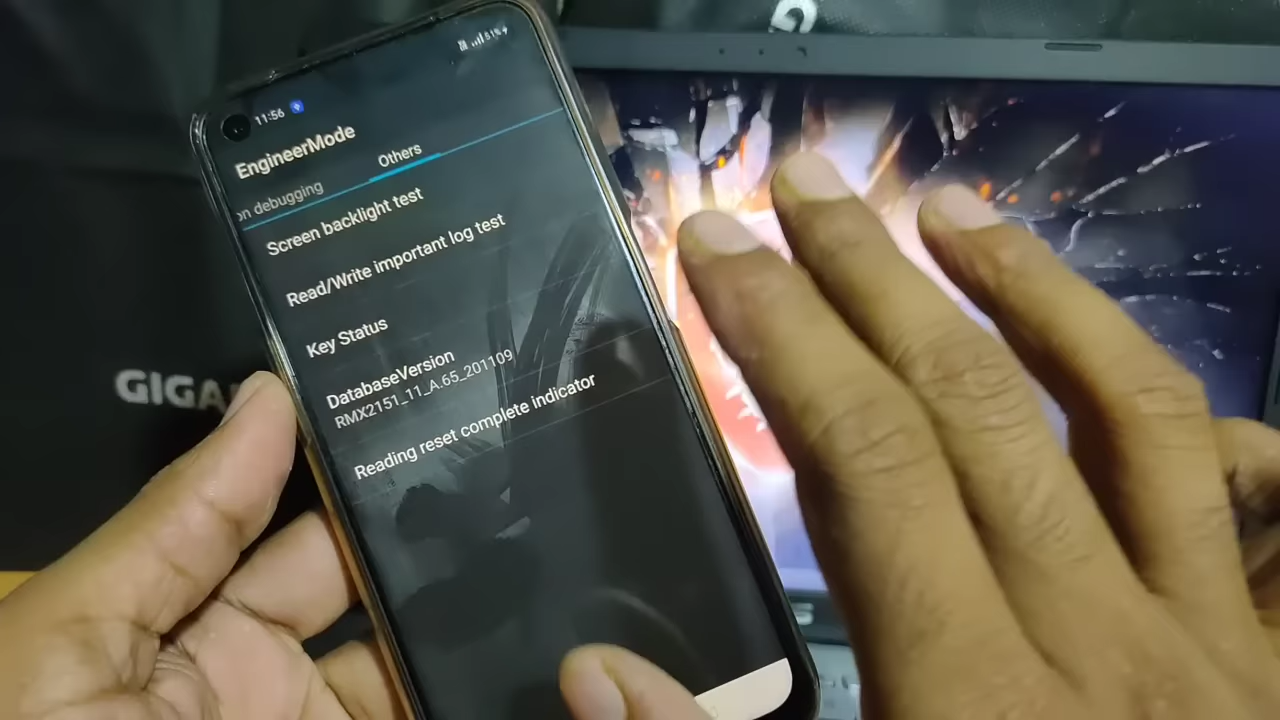 11:56
51%
EngineerMode
on debugging
Others
Screen backlight test
Read/Write important log test
Key Status
DatabaseVersion
RMX2151_11_A.65_201109
Reading reset complete indicator
GIGA
G